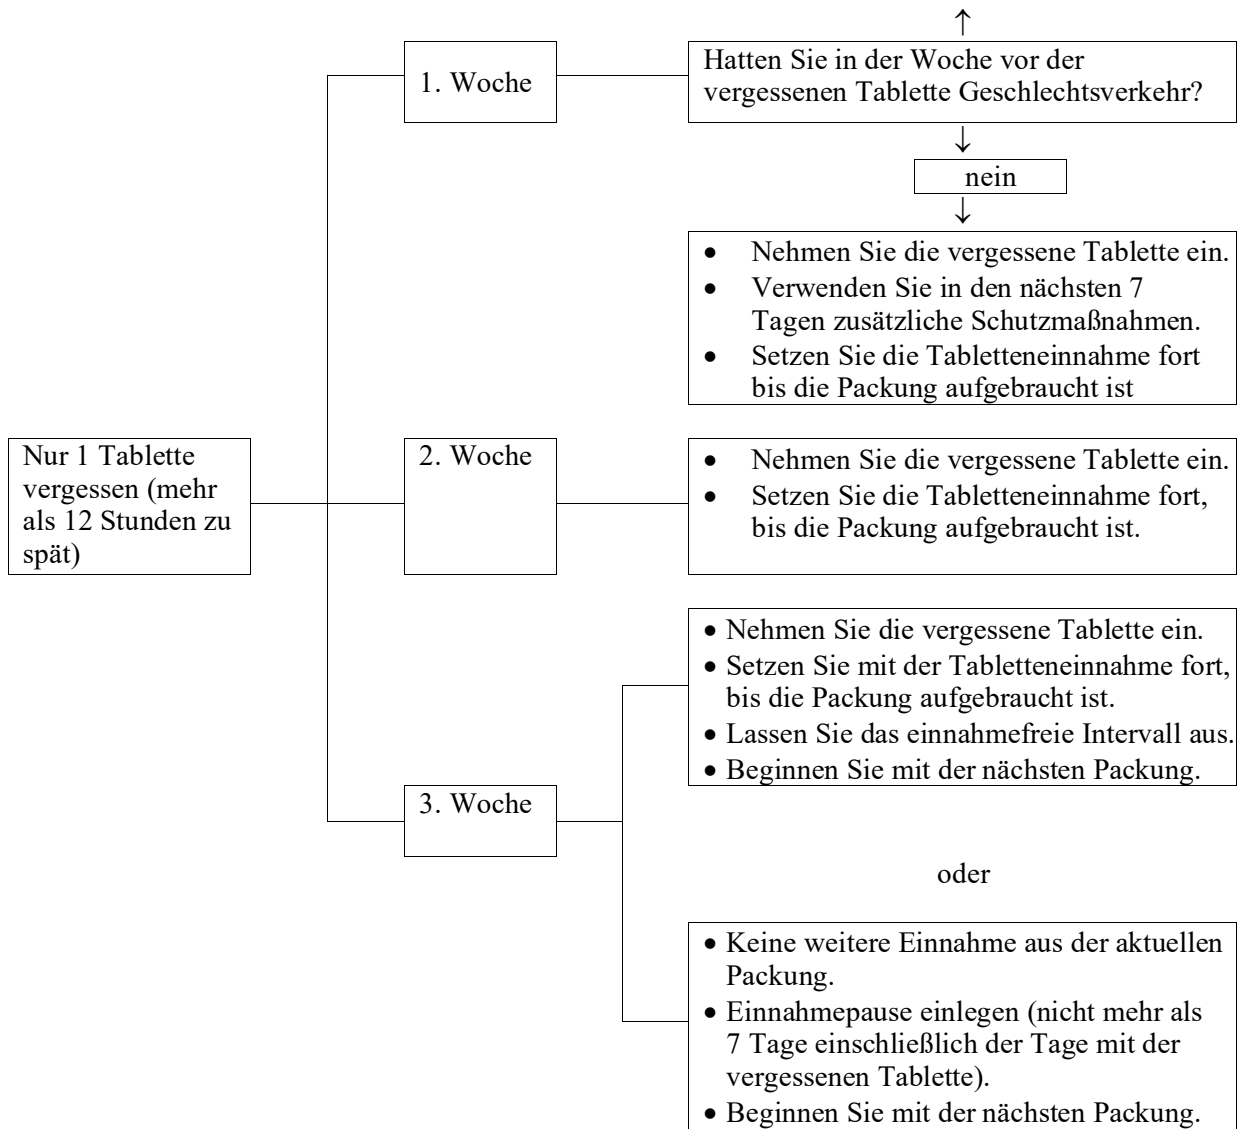 ↑
1. Woche
Hatten Sie in der Woche vor der
vergessenen Tablette Geschlechtsverkehr?
↓
nein
↓
• Nehmen Sie die vergessene Tablette ein.
• Verwenden Sie in den nächsten 7
Tagen zusätzliche Schutzmaßnahmen.
• Setzen Sie die Tabletteneinnahme fort
bis die Packung aufgebraucht ist
Nur 1 Tablette
vergessen (mehr
als 12 Stunden zu
spät)
2. Woche
• Nehmen Sie die vergessene Tablette ein.
• Setzen Sie die Tabletteneinnahme fort,
bis die Packung aufgebraucht ist.
3. Woche
• Nehmen Sie die vergessene Tablette ein.
• Setzen Sie mit der Tabletteneinnahme fort,
bis die Packung aufgebraucht ist.
• Lassen Sie das einnahmefreie Intervall aus.
• Beginnen Sie mit der nächsten Packung.
oder
• Keine weitere Einnahme aus der aktuellen
Packung.
• Einnahmepause einlegen (nicht mehr als
7 Tage einschließlich der Tage mit der
vergessenen Tablette).
• Beginnen Sie mit der nächsten Packung.